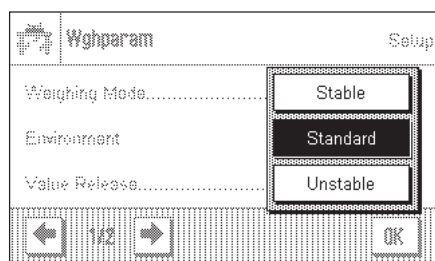 Wghparam Setup
Weighing Mode.................... Stable
Environment Standard
Value Release.................... Unstable
1/2 OK